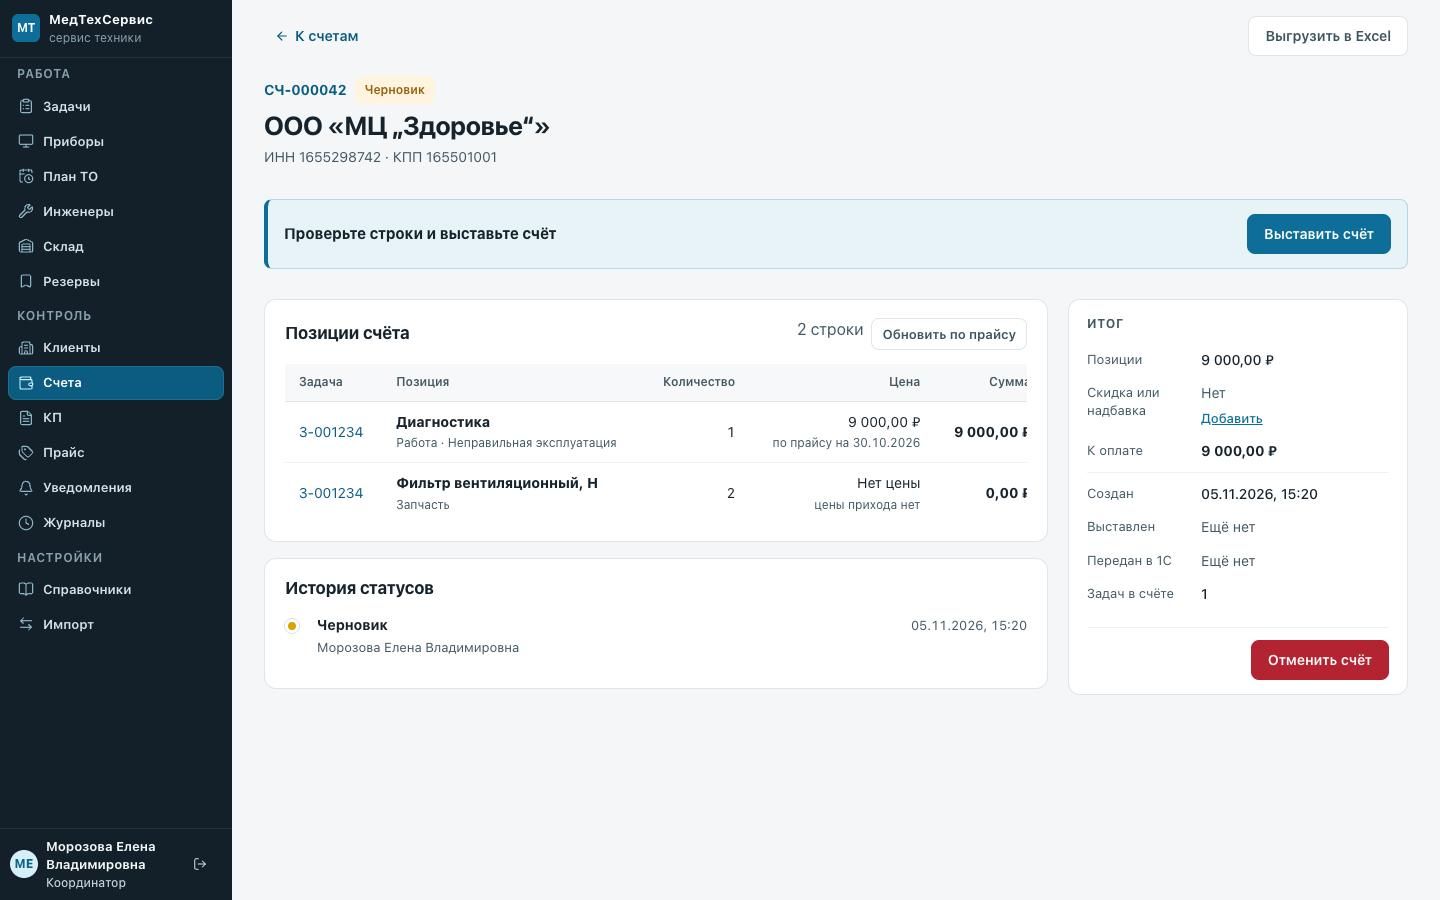 МТ
МедТехСервис
сервис техники
РАБОТА
Задачи
Приборы
План ТО
Инженеры
Склад
Резервы
КОНТРОЛЬ
Клиенты
Счета
КП
Прайс
Уведомления
Журналы
НАСТРОЙКИ
Справочники
Импорт
МЕ
Морозова Елена
Владимировна
Координатор
← К счетам
Выгрузить в Excel
СЧ-000042 Черновик
ООО «МЦ „Здоровье“»
ИНН 1655298742 · КПП 165501001
Проверьте строки и выставьте счёт
Выставить счёт
Позиции счёта
2 строки
Обновить по прайсу
Задача Позиция Количество Цена Сумма
З-001234 Диагностика 1 9 000,00 ₽ 9 000,00 ₽
Работа · Неправильная эксплуатация по прайсу на 30.10.2026
З-001234 Фильтр вентиляционный, Н 2 Нет цены 0,00 ₽
Запчасть цены прихода нет
История статусов
Черновик 05.11.2026, 15:20
Морозова Елена Владимировна
ИТОГ
Позиции 9 000,00 ₽
Скидка или надбавка Нет
Добавить
К оплате 9 000,00 ₽
Создан 05.11.2026, 15:20
Выставлен Ещё нет
Передан в 1С Ещё нет
Задач в счёте 1
Отменить счёт